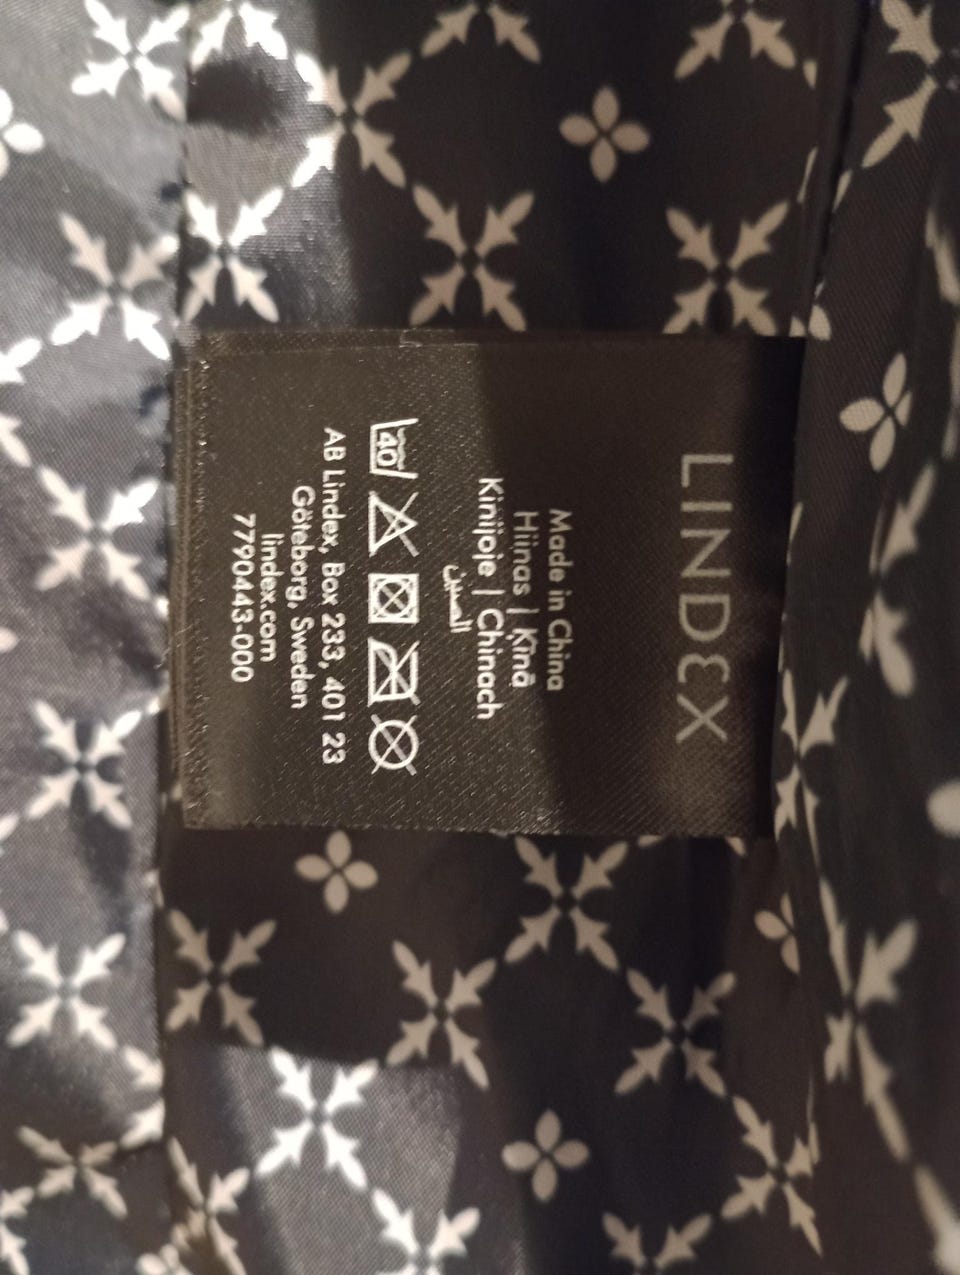 LINDEX
Made in China
Hiinas | Ķīnā
Kinijoje | Chinach
الصين
40
AB Lindex, Box 233, 401 23
Göteborg, Sweden
lindex.com
7790443-000